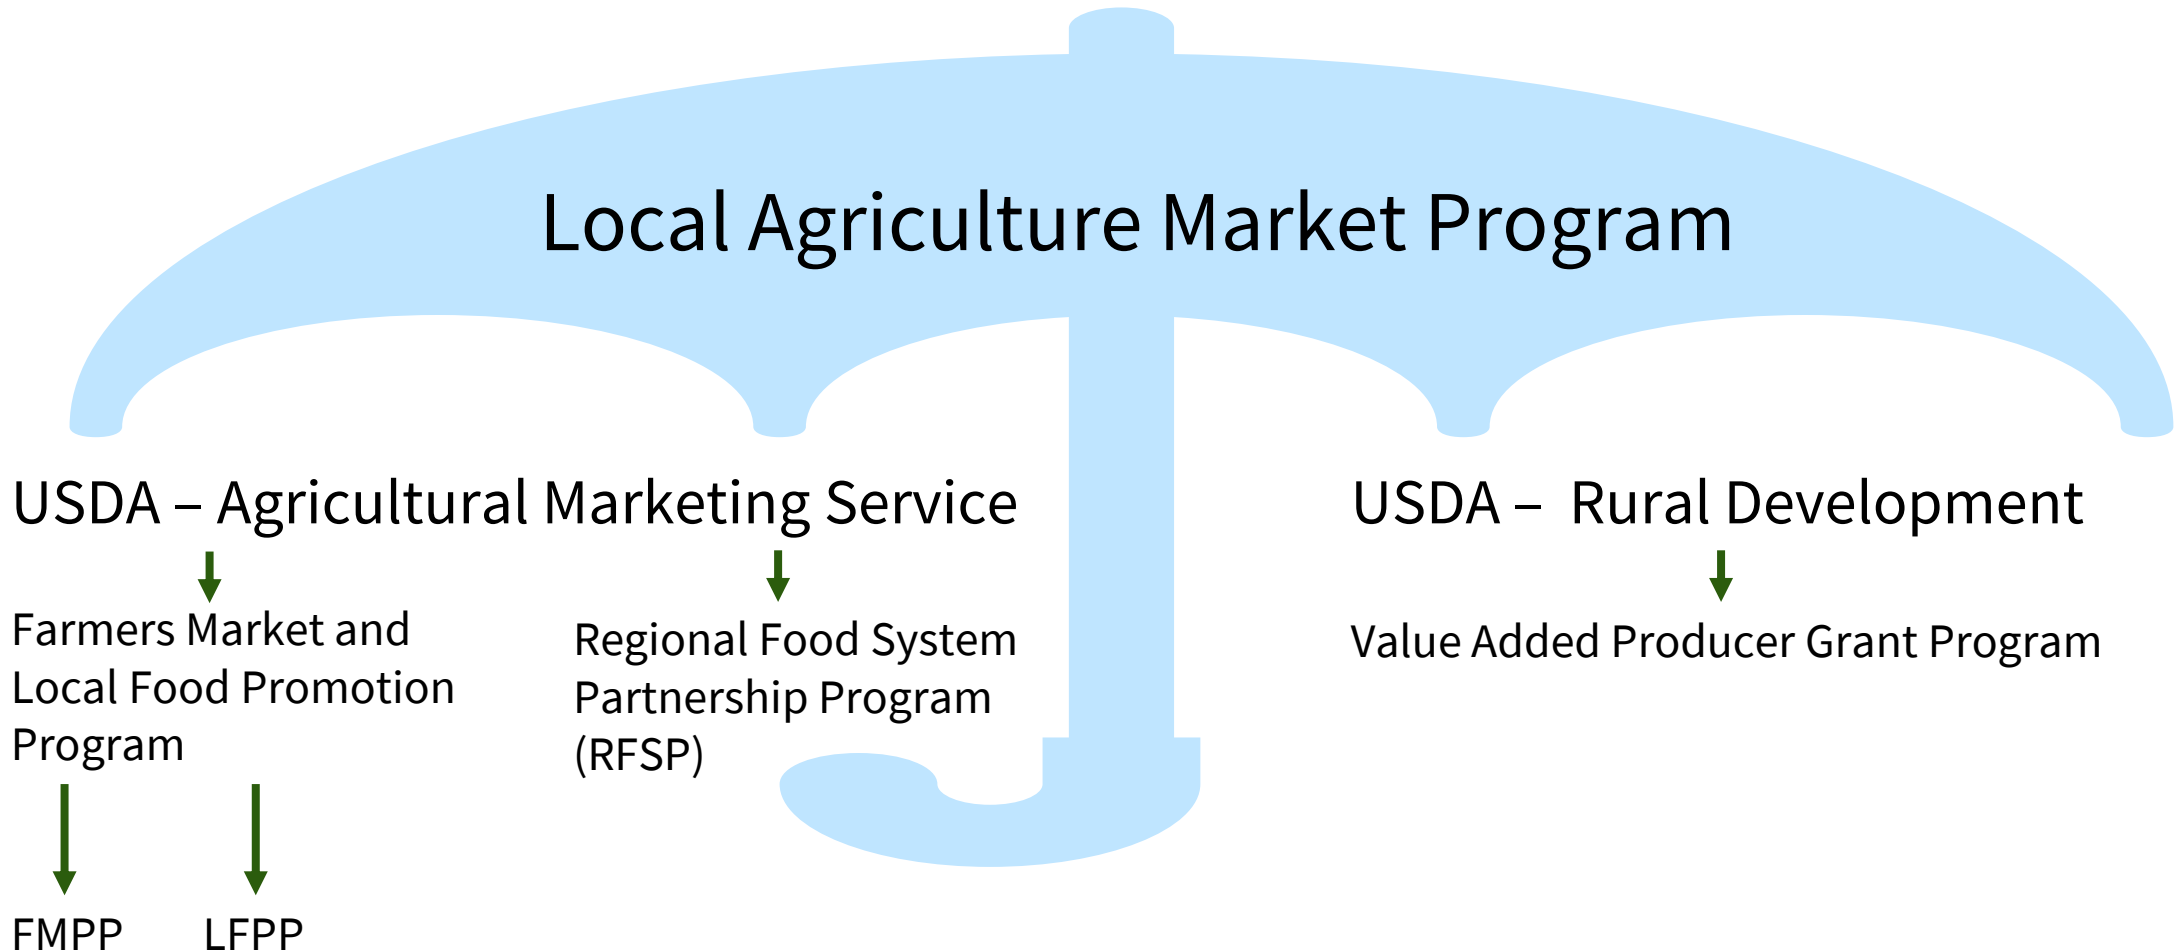 Local Agriculture Market Program
USDA – Agricultural Marketing Service
USDA –  Rural Development
Farmers Market and
Local Food Promotion
Program
Regional Food System
Partnership Program
(RFSP)
Value Added Producer Grant Program
FMPP
LFPP